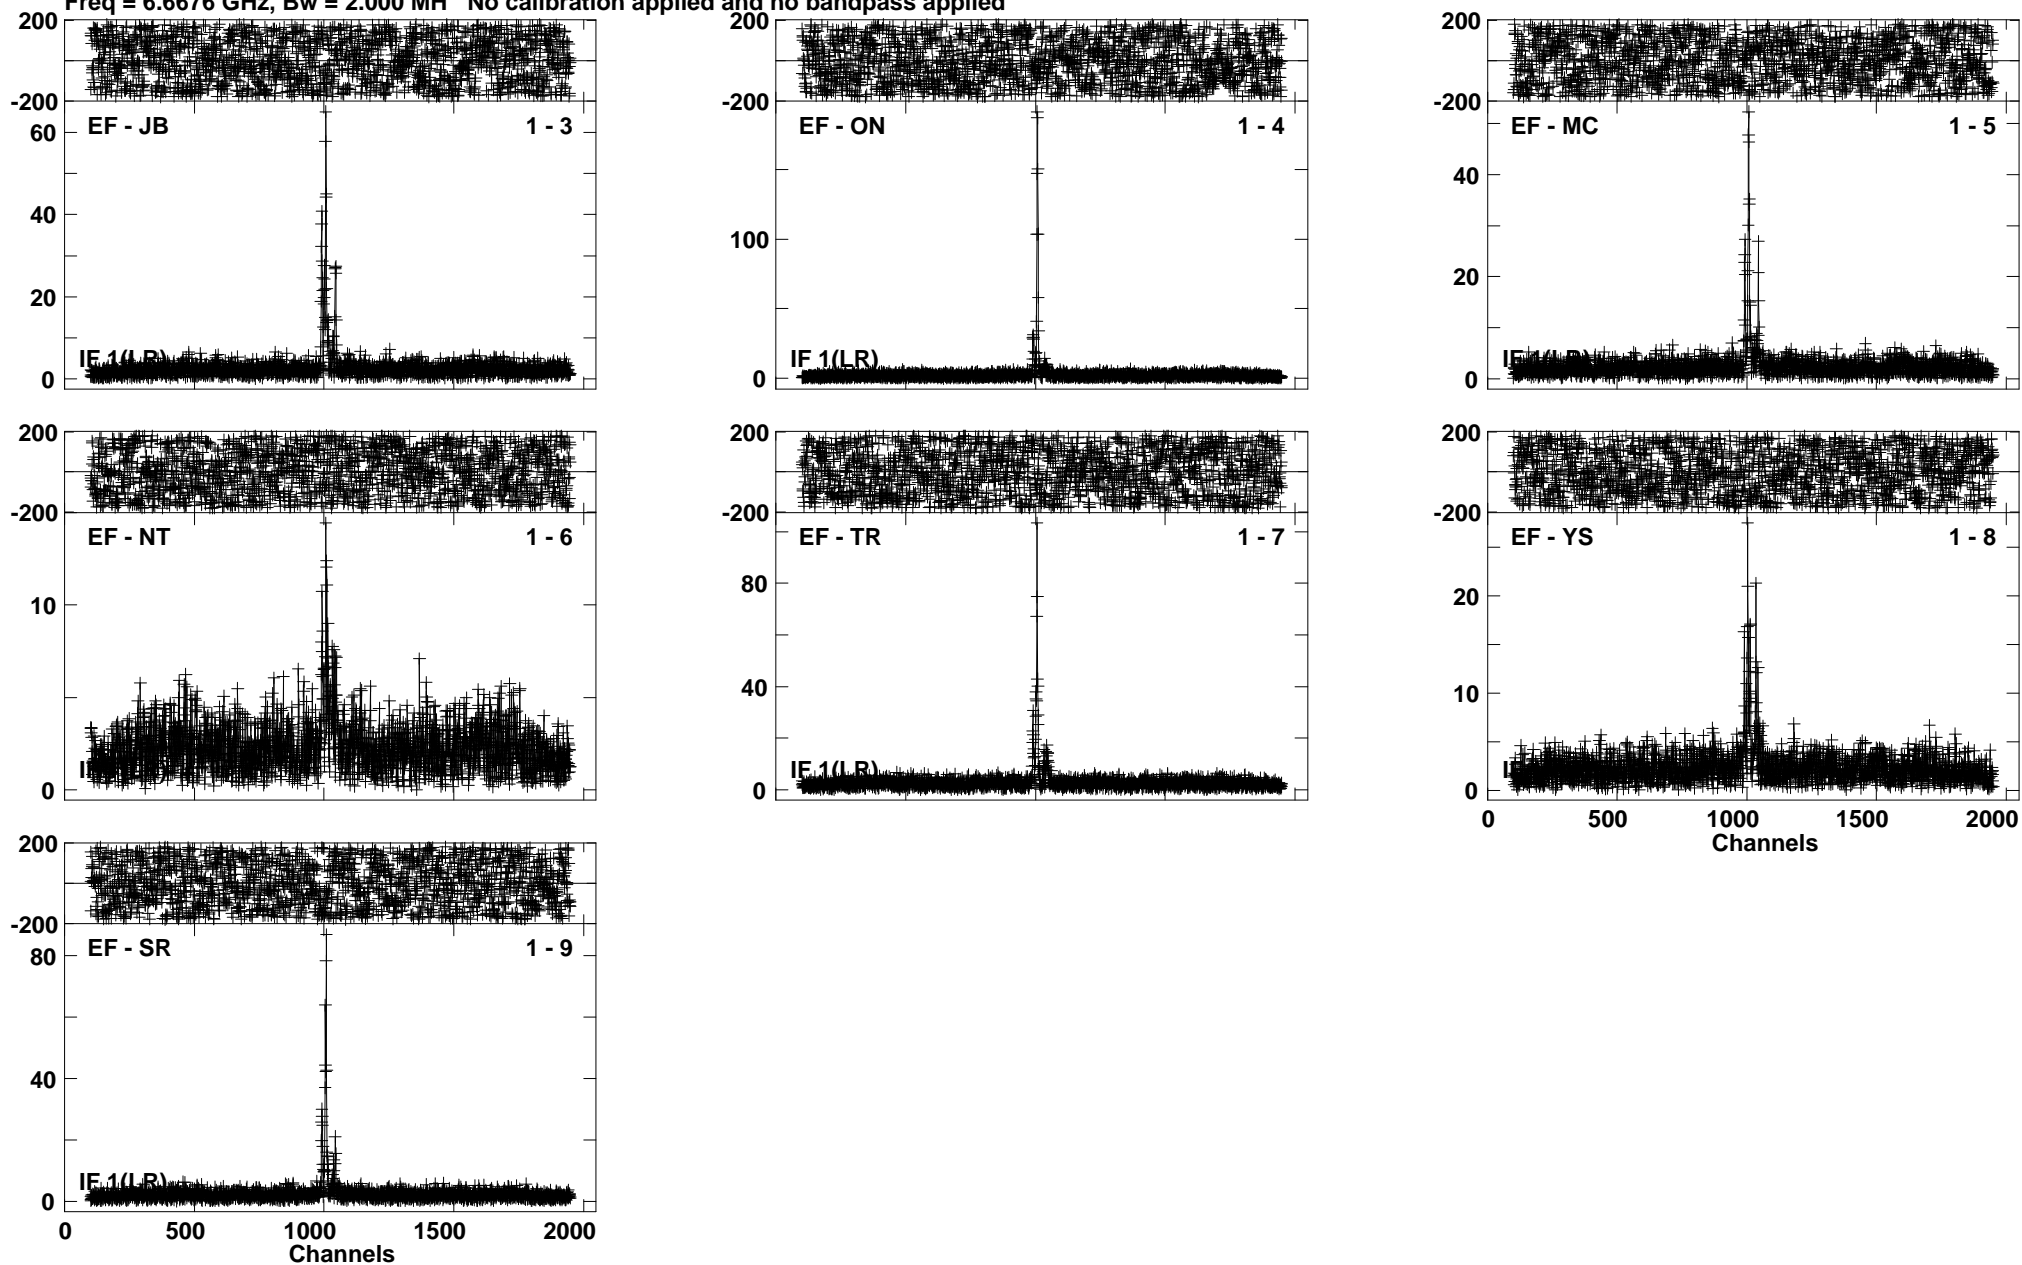 Freq = 6.6676 GHz, Bw = 2.000 MH No calibration applied and no bandpass applied
200
-200
EF - JB
1 - 3
60
40
20
0
IF 1(LR)
200
-200
EF - ON
1 - 4
100
0
IF 1(LR)
200
-200
EF - MC
1 - 5
40
20
0
IF 1(LR)
200
-200
EF - NT
1 - 6
10
0
200
-200
EF - TR
1 - 7
80
40
0
IF 1(LR)
200
-200
EF - YS
1 - 8
20
10
0
0 500 1000 1500 2000
Channels
200
-200
EF - SR
1 - 9
80
40
0
IF 1(LR)
0 500 1000 1500 2000
Channels